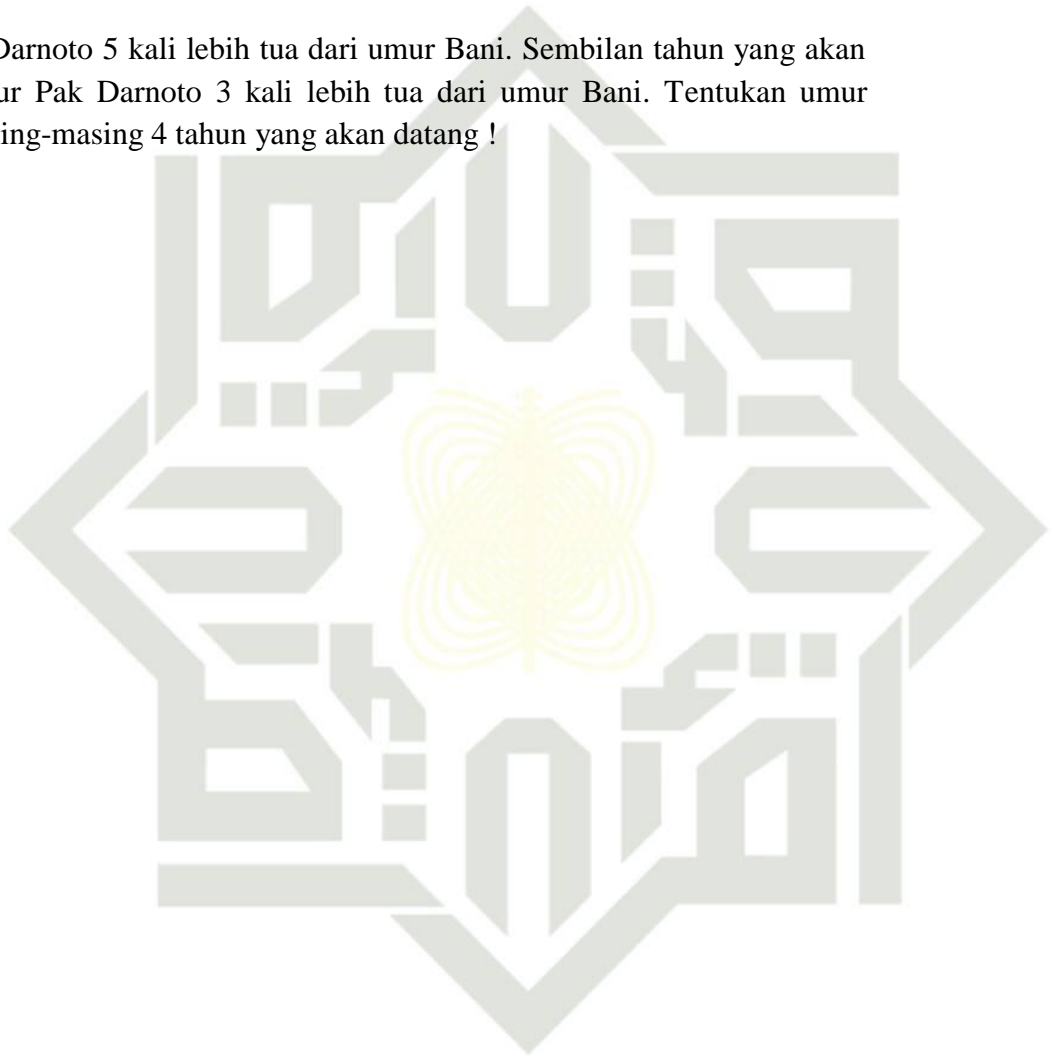 Darnoto 5 kali lebih tua dari umur Bani. Sembilan tahun yang akan
ur Pak Darnoto 3 kali lebih tua dari umur Bani. Tentukan umur
ing-masing 4 tahun yang akan datang !